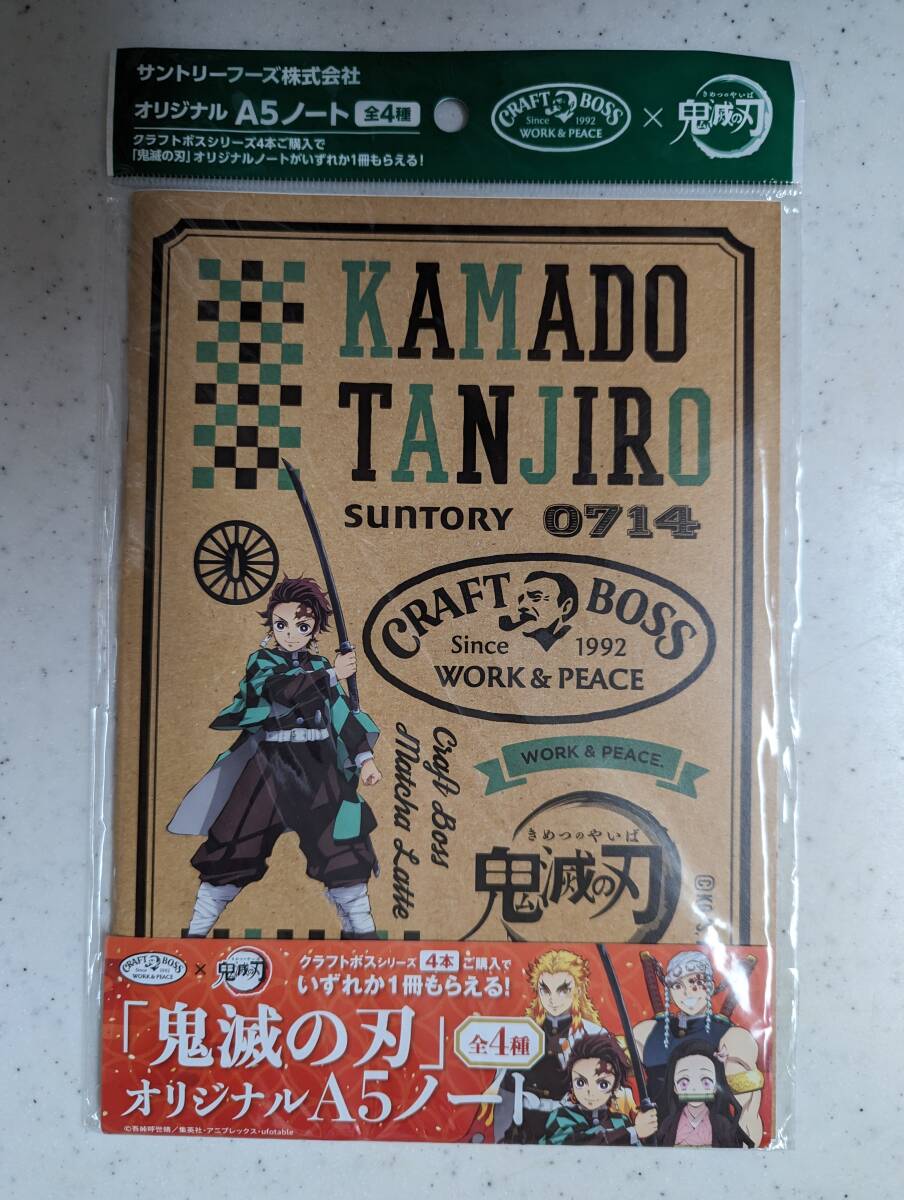 サントリーフーズ株式会社
オリジナル A5ノート 全4種
クラフトボスシリーズ4本ご購入で
「鬼滅の刃」オリジナルノートがいずれか1冊もらえる!
CRAFT BOSS
Since 1992
WORK & PEACE
×
きめつのやいば
鬼滅の刃
KAMADO
TANJIRO
SUNTORY 0714
CRAFT BOSS
Since 1992
WORK & PEACE
Craft Boss
Matcha Latte
WORK & PEACE.
きめつのやいば
鬼滅の刃
CRAFT BOSS
Since 1992
WORK & PEACE
×
鬼滅の刃
クラフトボスシリーズ 4本 ご購入で
いずれか1冊もらえる!
「鬼滅の刃」全4種
オリジナルA5ノート
©吾峠呼世晴/集英社・アニプレックス・ufotable